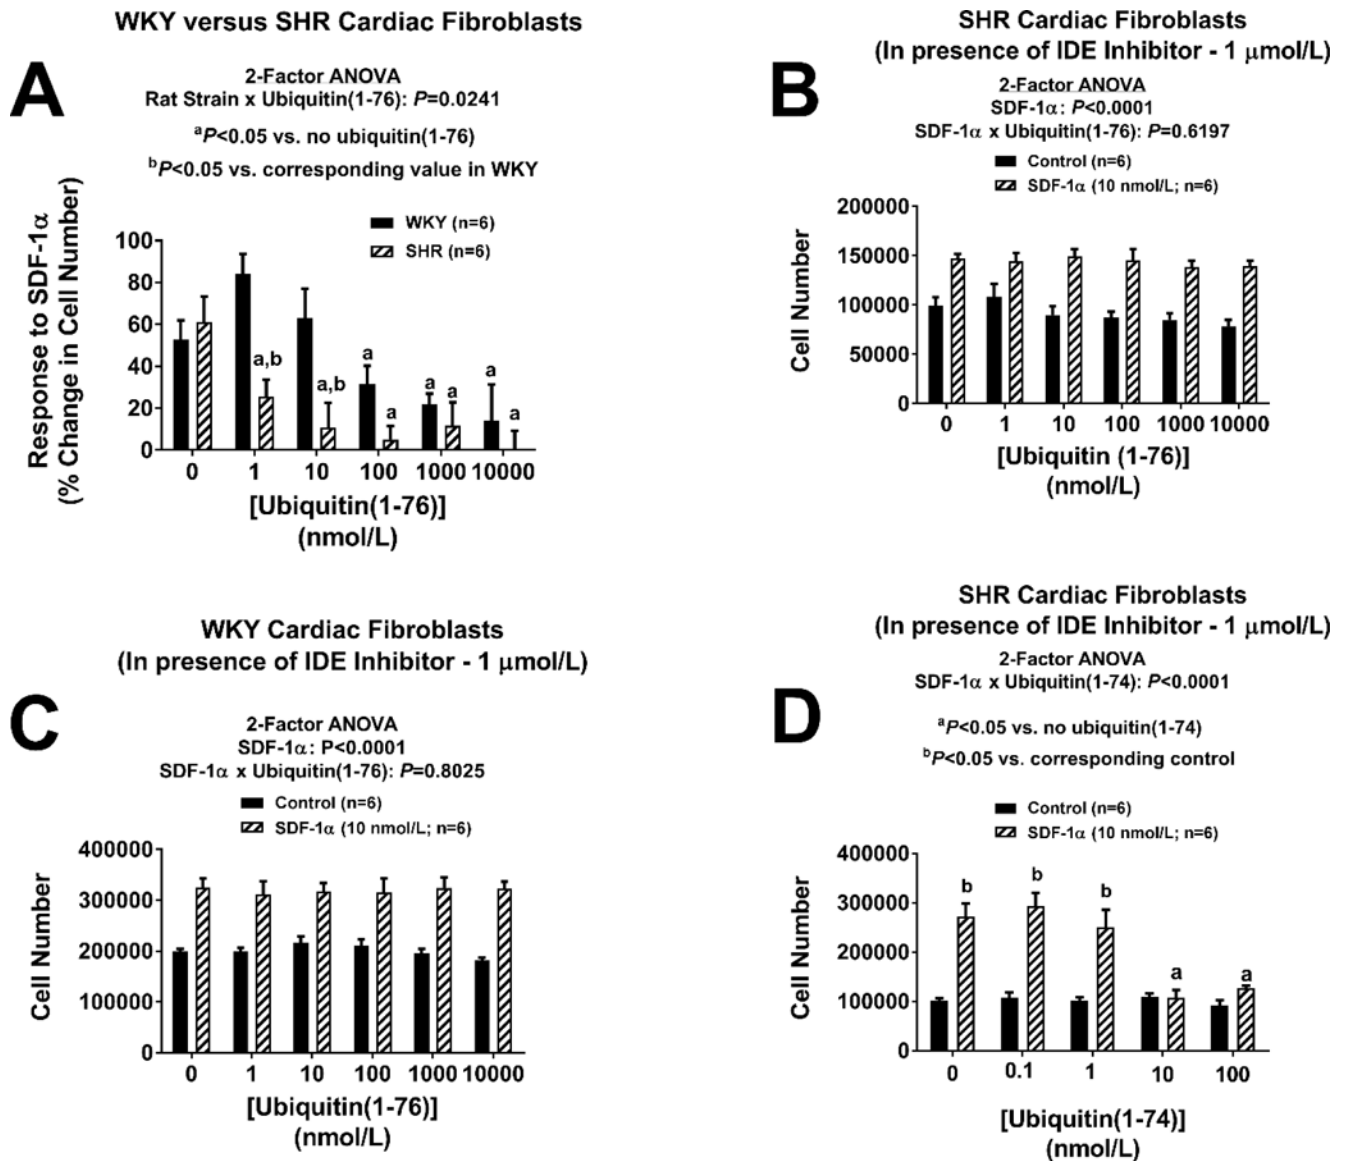 WKY versus SHR Cardiac Fibroblasts
A
2-Factor ANOVA
Rat Strain x Ubiquitin(1-76): P=0.0241
aP<0.05 vs. no ubiquitin(1-76)
bP<0.05 vs. corresponding value in WKY
WKY (n=6)
SHR (n=6)
Response to SDF-1α
(% Change in Cell Number)
100
80
60
40
20
0
a,b
a,b
a
a
a
a
a
a
0 1 10 100 1000 10000
[Ubiquitin(1-76)]
(nmol/L)
SHR Cardiac Fibroblasts
(In presence of IDE Inhibitor - 1 μmol/L)
B
2-Factor ANOVA
SDF-1α: P<0.0001
SDF-1α x Ubiquitin(1-76): P=0.6197
Control (n=6)
SDF-1α (10 nmol/L; n=6)
Cell Number
200000
150000
100000
50000
0
0 1 10 100 1000 10000
[Ubiquitin (1-76)]
(nmol/L)
WKY Cardiac Fibroblasts
(In presence of IDE Inhibitor - 1 μmol/L)
C
2-Factor ANOVA
SDF-1α: P<0.0001
SDF-1α x Ubiquitin(1-76): P=0.8025
Control (n=6)
SDF-1α (10 nmol/L; n=6)
Cell Number
400000
300000
200000
100000
0
0 1 10 100 1000 10000
[Ubiquitin(1-76)]
(nmol/L)
SHR Cardiac Fibroblasts
(In presence of IDE Inhibitor - 1 μmol/L)
D
2-Factor ANOVA
SDF-1α x Ubiquitin(1-74): P<0.0001
aP<0.05 vs. no ubiquitin(1-74)
bP<0.05 vs. corresponding control
Control (n=6)
SDF-1α (10 nmol/L; n=6)
Cell Number
400000
300000
200000
100000
0
b
b
b
a
a
0 0.1 1 10 100
[Ubiquitin(1-74)]
(nmol/L)